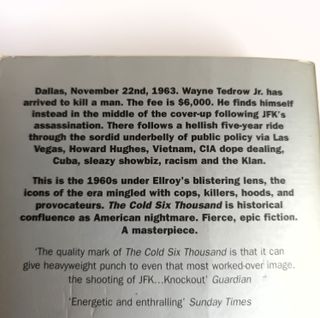 Dallas, November 22nd, 1963. Wayne Tedrow Jr. has
arrived to kill a man. The fee is $6,000. He finds himself
instead in the middle of the cover-up following JFK's
assassination. There follows a hellish five-year ride
through the sordid underbelly of public policy via Las
Vegas, Howard Hughes, Vietnam, CIA dope dealing,
Cuba, sleazy showbiz, racism and the Klan.
This is the 1960s under Ellroy's blistering lens, the
icons of the era mingled with cops, killers, hoods, and
provocateurs. The Cold Six Thousand is historical
confluence as American nightmare. Fierce, epic fiction.
A masterpiece.
'The quality mark of The Cold Six Thousand is that it can
give heavyweight punch to even that most worked-over image.
the shooting of JFK...Knockout' Guardian
'Energetic and enthralling' Sunday Times